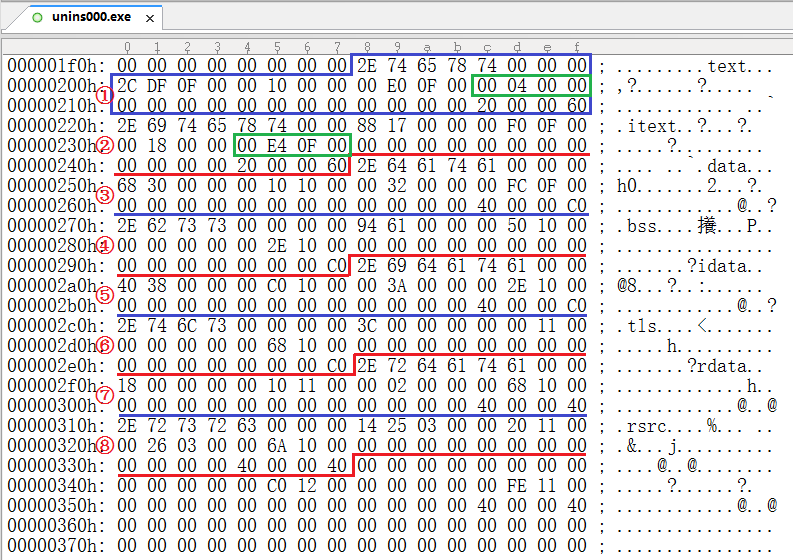 unins000.exe
0 1 2 3 4 5 6 7 8 9 a b c d e f
000001f0h: 00 00 00 00 00 00 00 00 2E 74 65 78 74 00 00 00 ; ........text...
00000200h: 2C DF 0F 00 00 10 00 00 00 E0 0F 00 00 04 00 00 ; ,?......?.....
① 00000210h: 00 00 00 00 00 00 00 00 00 00 00 00 20 00 00 60 ; ............ ..`
00000220h: 2E 69 74 65 78 74 00 00 88 17 00 00 00 F0 0F 00 ; .itext..?...?.
② 00000230h: 00 18 00 00 00 E4 0F 00 00 00 00 00 00 00 00 00 ; .....?.........
00000240h: 00 00 00 00 20 00 00 60 2E 64 61 74 61 00 00 00 ; .... ..`.data...
③ 00000250h: 68 30 00 00 00 10 10 00 00 32 00 00 00 FC 0F 00 ; h0.......2...?.
00000260h: 00 00 00 00 00 00 00 00 00 00 00 00 40 00 00 C0 ; ............@..?
00000270h: 2E 62 73 73 00 00 00 00 94 61 00 00 00 50 10 00 ; .bss....攁...P..
④ 00000280h: 00 00 00 00 00 2E 10 00 00 00 00 00 00 00 00 00 ; ................
00000290h: 00 00 00 00 00 00 00 C0 2E 69 64 61 74 61 00 00 ; .......?idata..
⑤ 000002a0h: 40 38 00 00 00 C0 10 00 00 3A 00 00 00 2E 10 00 ; @8...?..:.......
000002b0h: 00 00 00 00 00 00 00 00 00 00 00 00 40 00 00 C0 ; ............@..?
000002c0h: 2E 74 6C 73 00 00 00 00 3C 00 00 00 00 00 11 00 ; .tls....<.......
⑥ 000002d0h: 00 00 00 00 00 68 10 00 00 00 00 00 00 00 00 00 ; .....h..........
000002e0h: 00 00 00 00 00 00 00 C0 2E 72 64 61 74 61 00 00 ; .......?rdata..
⑦ 000002f0h: 18 00 00 00 00 10 11 00 00 02 00 00 00 68 10 00 ; .............h..
00000300h: 00 00 00 00 00 00 00 00 00 00 00 00 40 00 00 40 ; ............@..@
00000310h: 2E 72 73 72 63 00 00 00 14 25 03 00 00 20 11 00 ; .rsrc....%... ..
⑧ 00000320h: 00 26 03 00 00 6A 10 00 00 00 00 00 00 00 00 00 ; .&...j..........
00000330h: 00 00 00 00 40 00 00 40 00 00 00 00 00 00 00 00 ; ....@..@........
00000340h: 00 00 00 00 00 C0 12 00 00 00 00 00 00 FE 11 00 ; .....?......?.
00000350h: 00 00 00 00 00 00 00 00 00 00 00 00 40 00 00 40 ; ............@..@
00000360h: 00 00 00 00 00 00 00 00 00 00 00 00 00 00 00 00 ; ................
00000370h: 00 00 00 00 00 00 00 00 00 00 00 00 00 00 00 00 ; ................